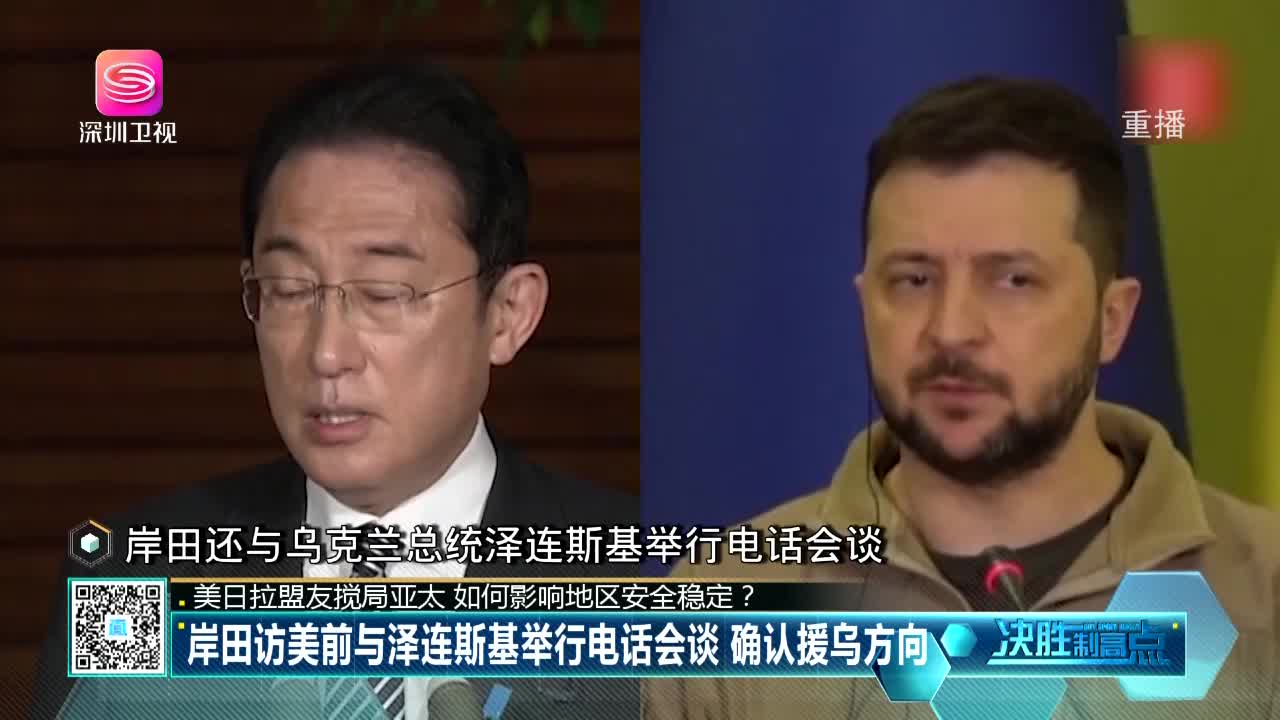 深圳卫视
重播
岸田还与乌克兰总统泽连斯基举行电话会谈
美日拉盟友搅局亚太 如何影响地区安全稳定？
岸田访美前与泽连斯基举行电话会谈 确认援乌方向
决胜制高点
直